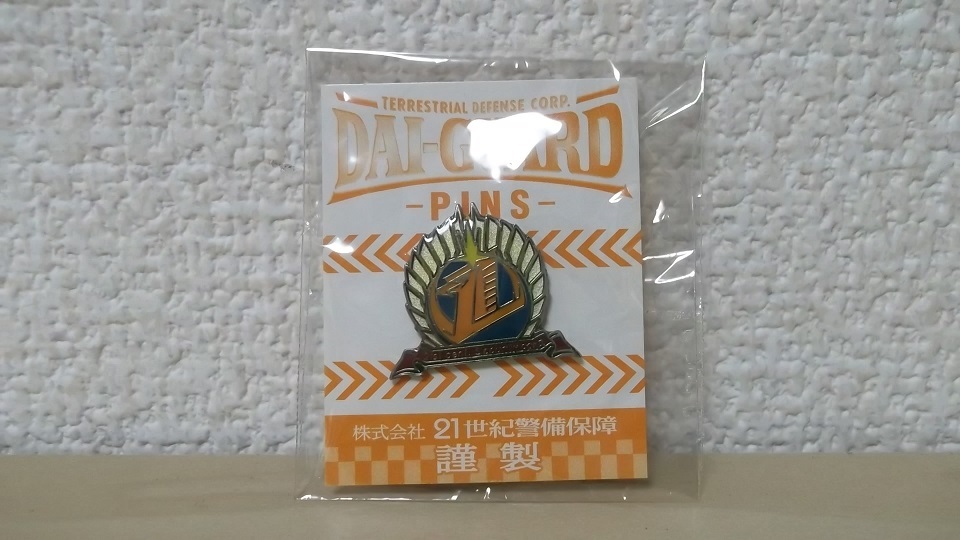 TERRESTRIAL DEFENSE CORP.
DAI-GUARD
-PINS-
株式会社 21世紀警備保障
謹製